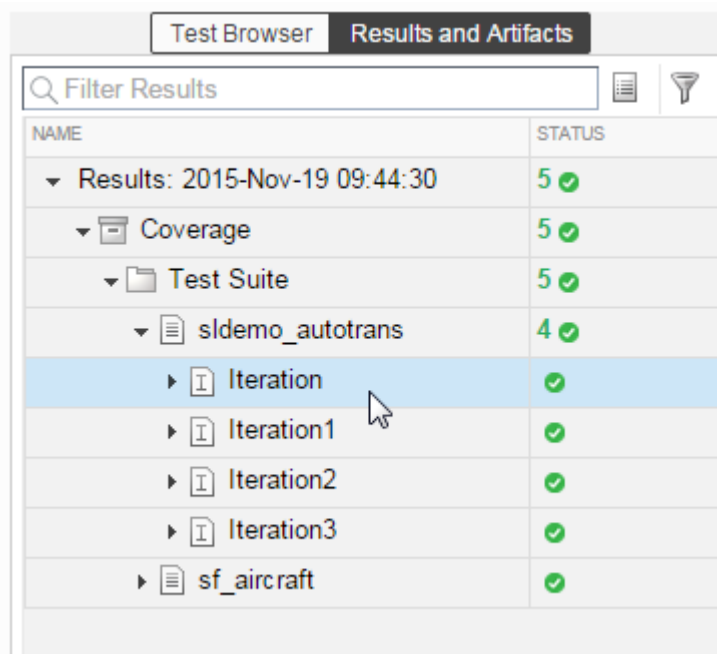 Test Browser Results and Artifacts
Filter Results
NAME STATUS
Results: 2015-Nov-19 09:44:30 5
Coverage 5
Test Suite 5
sldemo_autotrans 4
Iteration
Iteration1
Iteration2
Iteration3
sf_aircraft